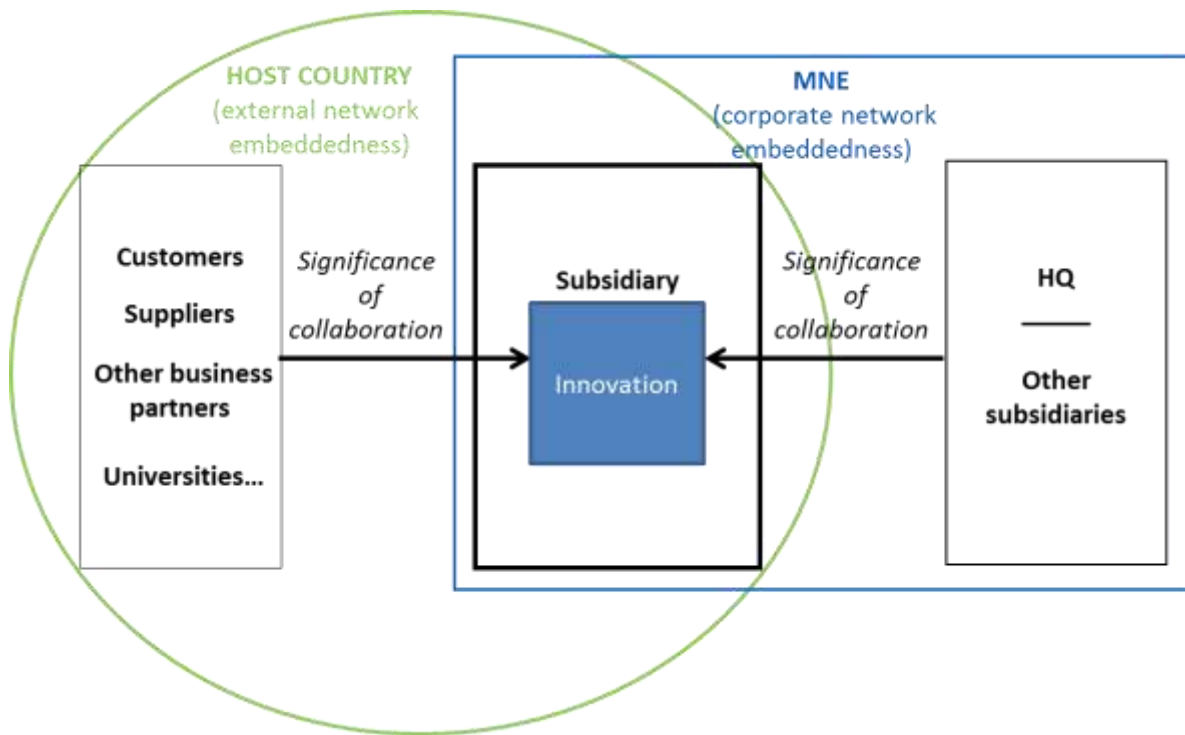 HOST COUNTRY
(external network
embeddedness)
MNE
(corporate network
embeddedness)
Customers
Suppliers
Other business
partners
Universities...
Significance
of
collaboration
Subsidiary
Innovation
Significance
of
collaboration
HQ
Other
subsidiaries